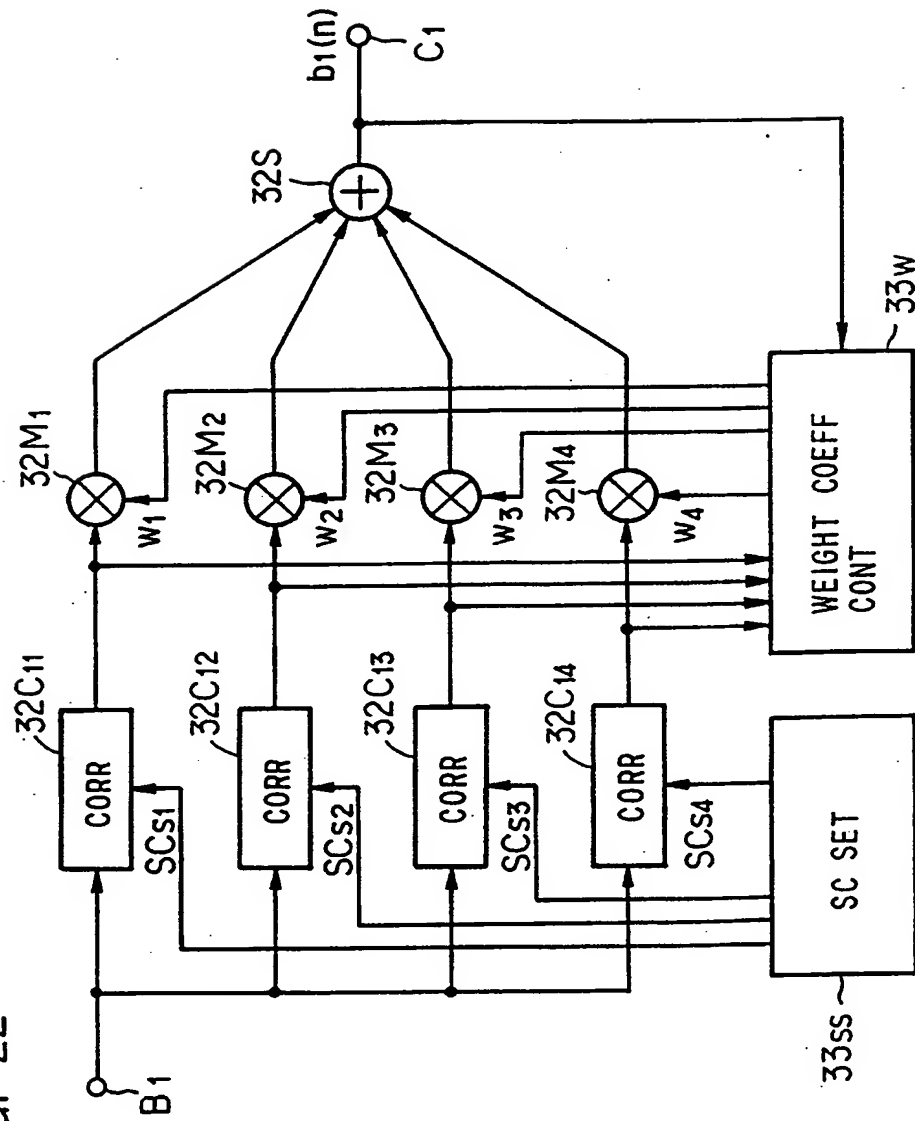 22
b1(n)
C1
32S
32M1
32M2
32M3
32M4
W1
W2
W3
W4
32C11
32C12
32C13
32C14
CORR
CORR
CORR
CORR
SCS1
SCS2
SCS3
SCS4
B1
33w
WEIGHT COEFF
CONT
SC SET
33ss